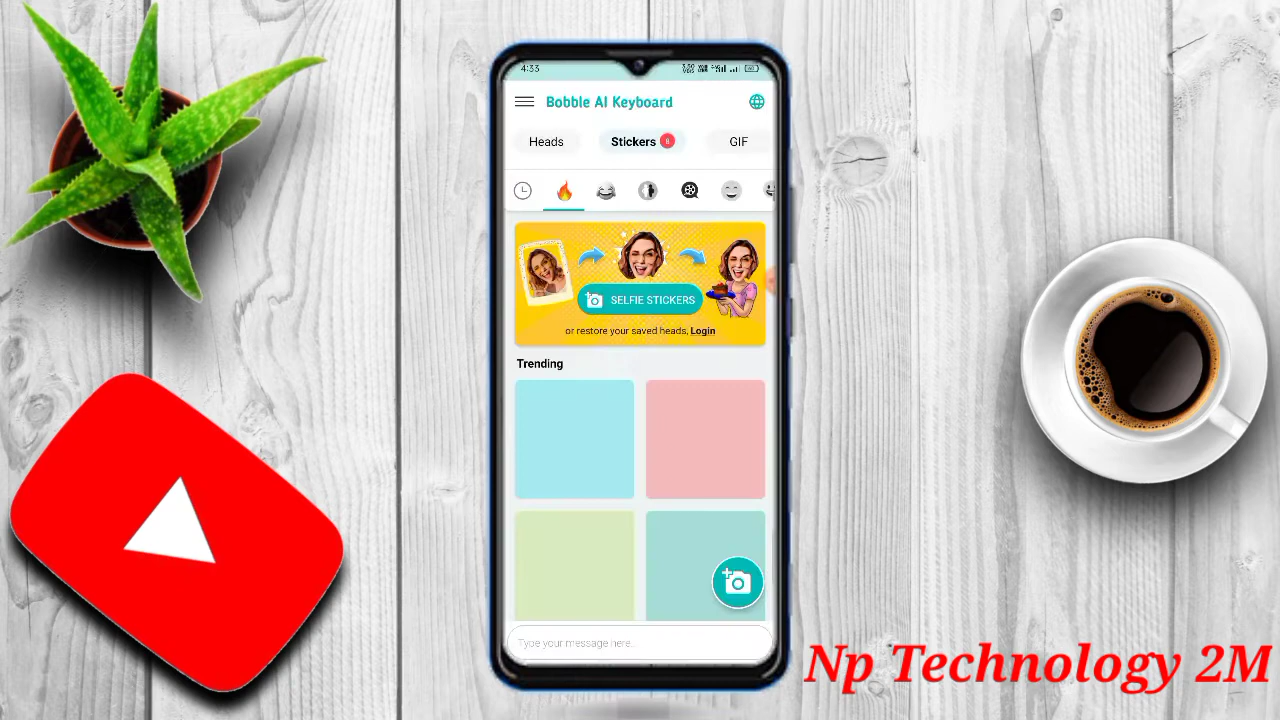 4:33
Bobble AI Keyboard
Heads
Stickers 8
GIF
SELFIE STICKERS
or restore your saved heads, Login
Trending
Type your message here...
Np Technology 2M